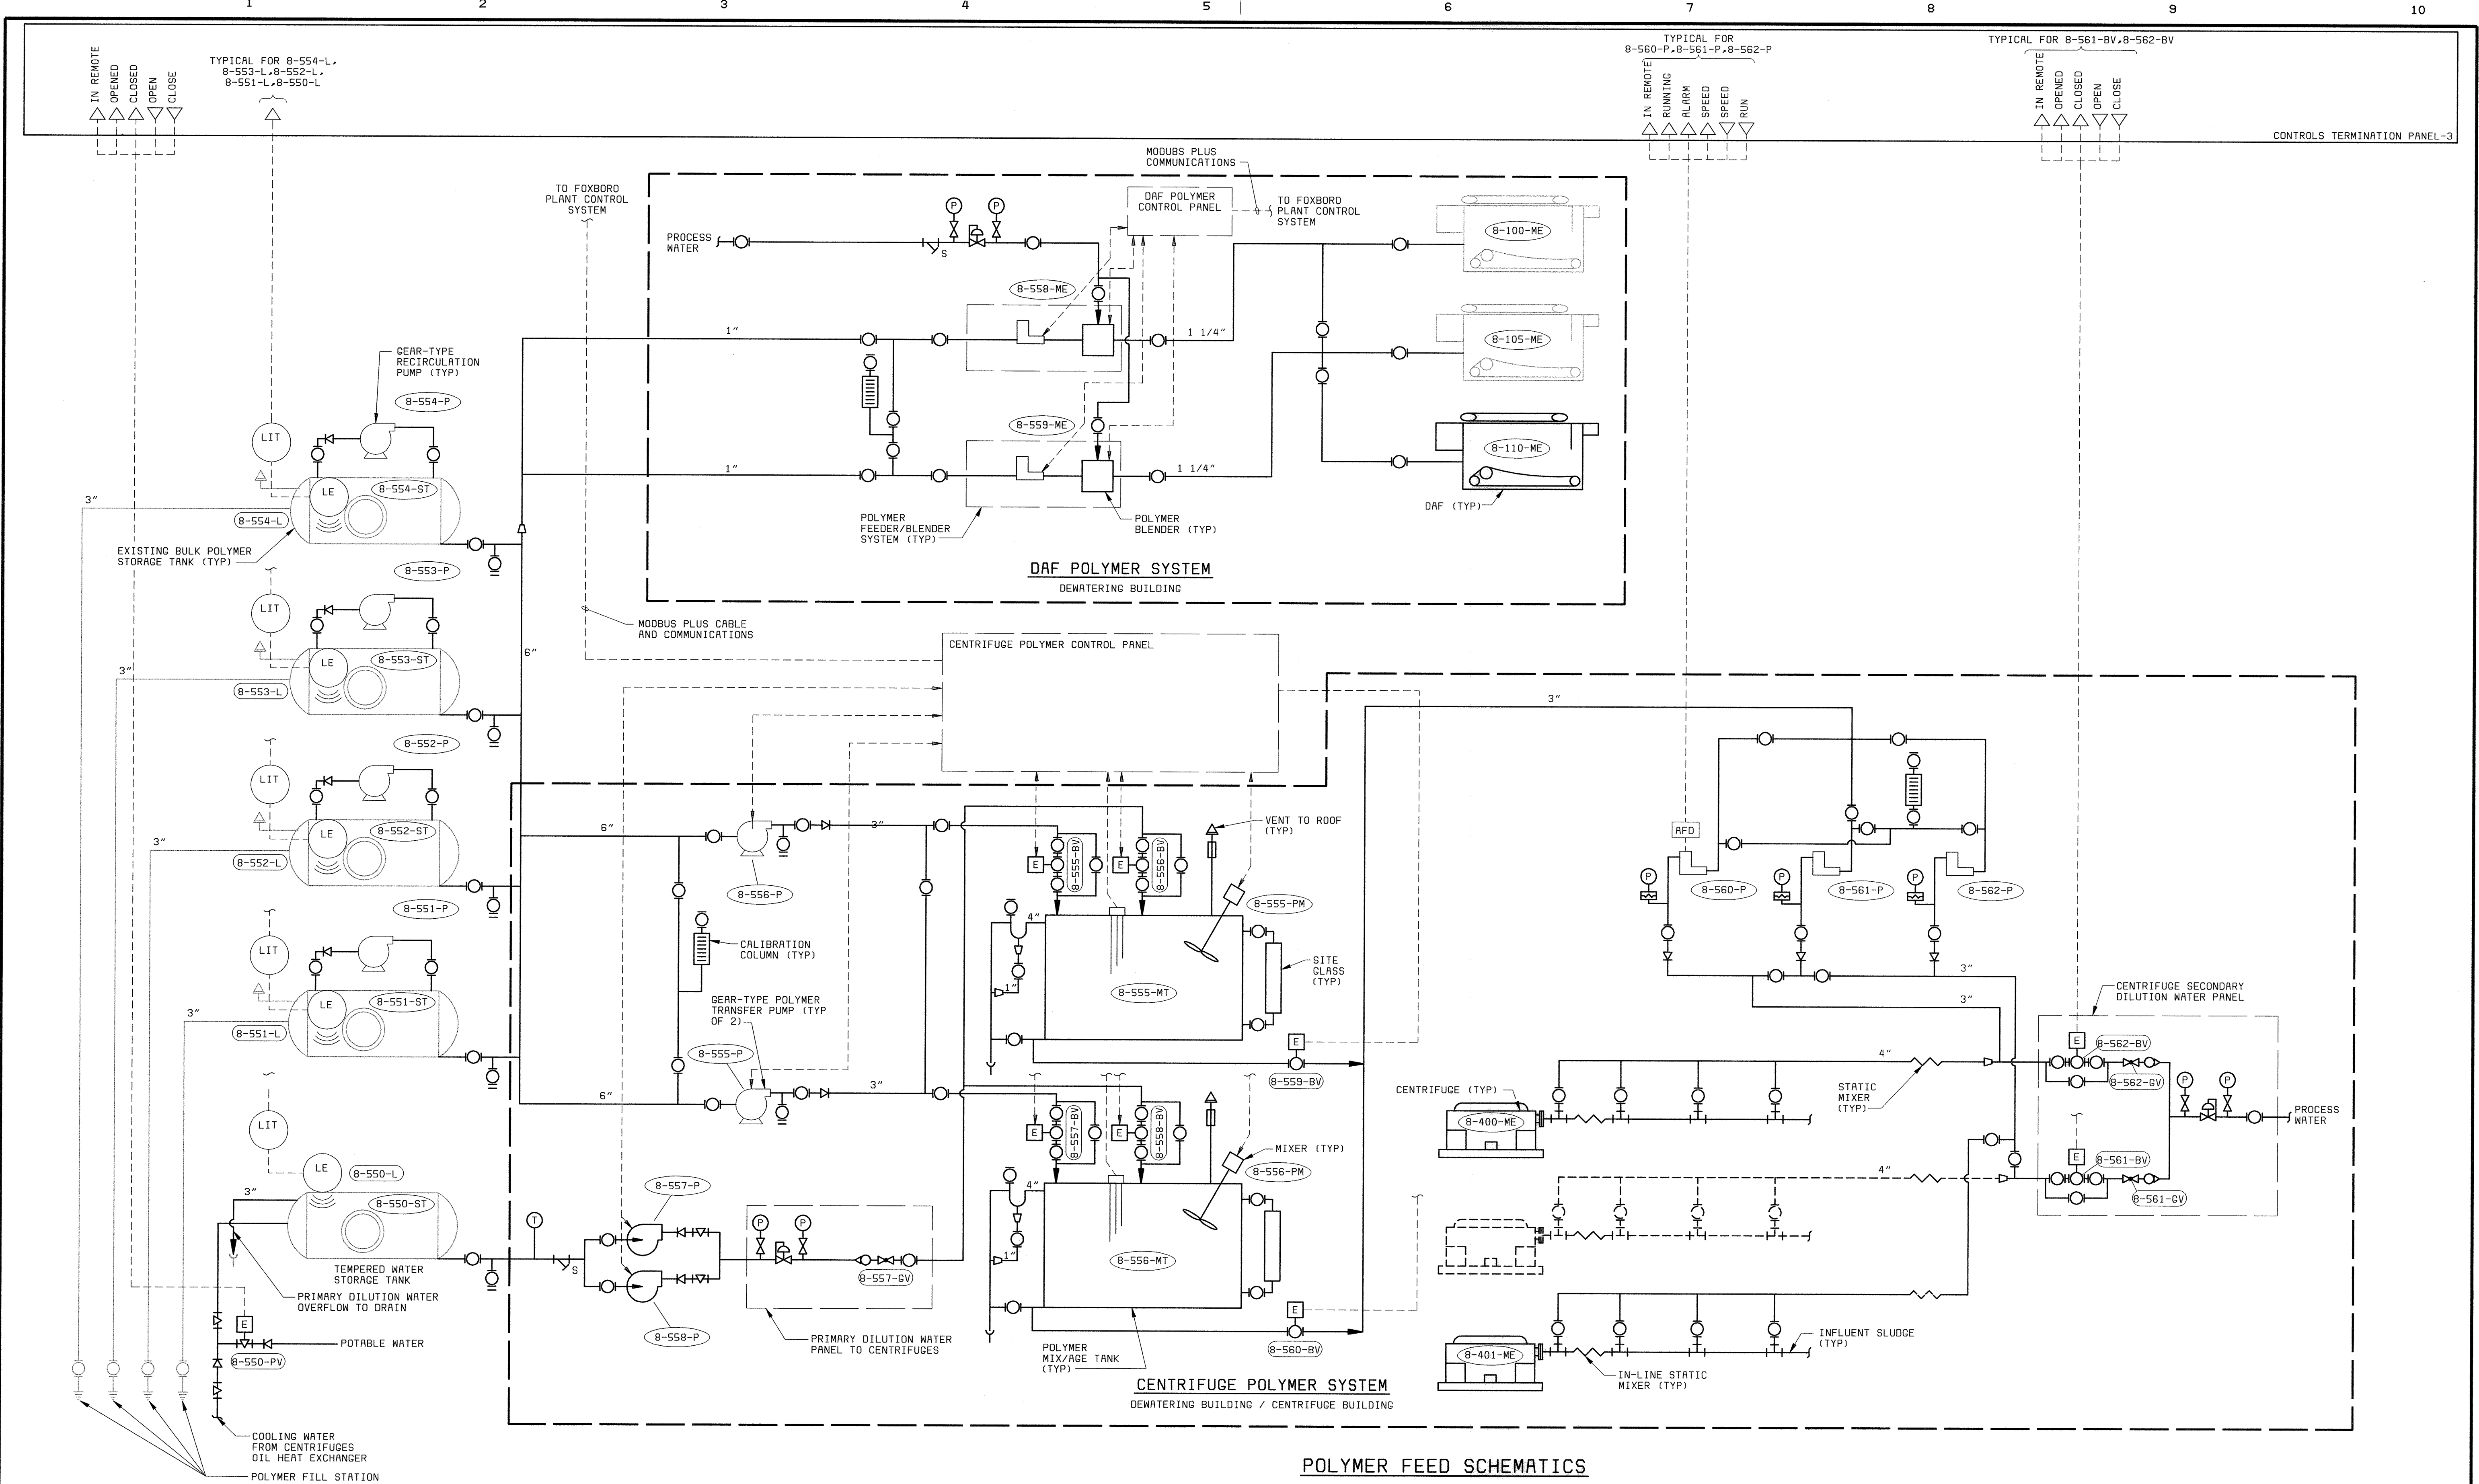 1 2 3 4 5 6 7 8 9 10
IN REMOTE
OPENED
CLOSED
OPEN
CLOSE
TYPICAL FOR 8-554-L,
8-553-L,8-552-L,
8-551-L,8-550-L
TYPICAL FOR
8-560-P,8-561-P,8-562-P
IN REMOTE
RUNNING
ALARM
SPEED
SPEED
RUN
TYPICAL FOR 8-561-BV,8-562-BV
IN REMOTE
OPENED
CLOSED
OPEN
CLOSE
CONTROLS TERMINATION PANEL-3
TO FOXBORO
PLANT CONTROL
SYSTEM
MODUBS PLUS
COMMUNICATIONS
DAF POLYMER
CONTROL PANEL
TO FOXBORO
PLANT CONTROL
SYSTEM
PROCESS
WATER
P
P
S
8-558-ME
1"
1 1/4"
8-559-ME
1"
1 1/4"
8-100-ME
8-105-ME
8-110-ME
DAF (TYP)
POLYMER
FEEDER/BLENDER
SYSTEM (TYP)
POLYMER
BLENDER (TYP)
DAF POLYMER SYSTEM
DEWATERING BUILDING
GEAR-TYPE
RECIRCULATION
PUMP (TYP)
8-554-P
LIT
LE
8-554-ST
3"
8-554-L
EXISTING BULK POLYMER
STORAGE TANK (TYP)
8-553-P
LIT
LE
8-553-ST
3"
8-553-L
6"
MODBUS PLUS CABLE
AND COMMUNICATIONS
CENTRIFUGE POLYMER CONTROL PANEL
8-552-P
LIT
LE
8-552-ST
3"
8-552-L
8-551-P
LIT
LE
8-551-ST
3"
8-551-L
LIT
LE
8-550-L
3"
8-550-ST
TEMPERED WATER
STORAGE TANK
PRIMARY DILUTION WATER
OVERFLOW TO DRAIN
E
POTABLE WATER
8-550-PV
COOLING WATER
FROM CENTRIFUGES
OIL HEAT EXCHANGER
POLYMER FILL STATION
6"
8-556-P
3"
CALIBRATION
COLUMN (TYP)
GEAR-TYPE POLYMER
TRANSFER PUMP (TYP
OF 2)
8-555-P
6"
3"
T
S
8-557-P
8-558-P
P
P
8-557-GV
PRIMARY DILUTION WATER
PANEL TO CENTRIFUGES
E
8-555-BV
E
8-556-BV
VENT TO ROOF
(TYP)
8-555-PM
4"
1"
8-555-MT
SITE
GLASS
(TYP)
E
8-559-BV
E
8-557-BV
E
8-558-BV
MIXER (TYP)
8-556-PM
4"
1"
8-556-MT
E
8-560-BV
POLYMER
MIX/AGE TANK
(TYP)
CENTRIFUGE POLYMER SYSTEM
DEWATERING BUILDING / CENTRIFUGE BUILDING
3"
AFD
P
8-560-P
P
8-561-P
P
8-562-P
3"
3"
CENTRIFUGE SECONDARY
DILUTION WATER PANEL
E
8-562-BV
8-562-GV
P
P
E
8-561-BV
8-561-GV
PROCESS
WATER
4"
STATIC
MIXER
(TYP)
CENTRIFUGE (TYP)
8-400-ME
4"
8-401-ME
INFLUENT SLUDGE
(TYP)
IN-LINE STATIC
MIXER (TYP)
POLYMER FEED SCHEMATICS